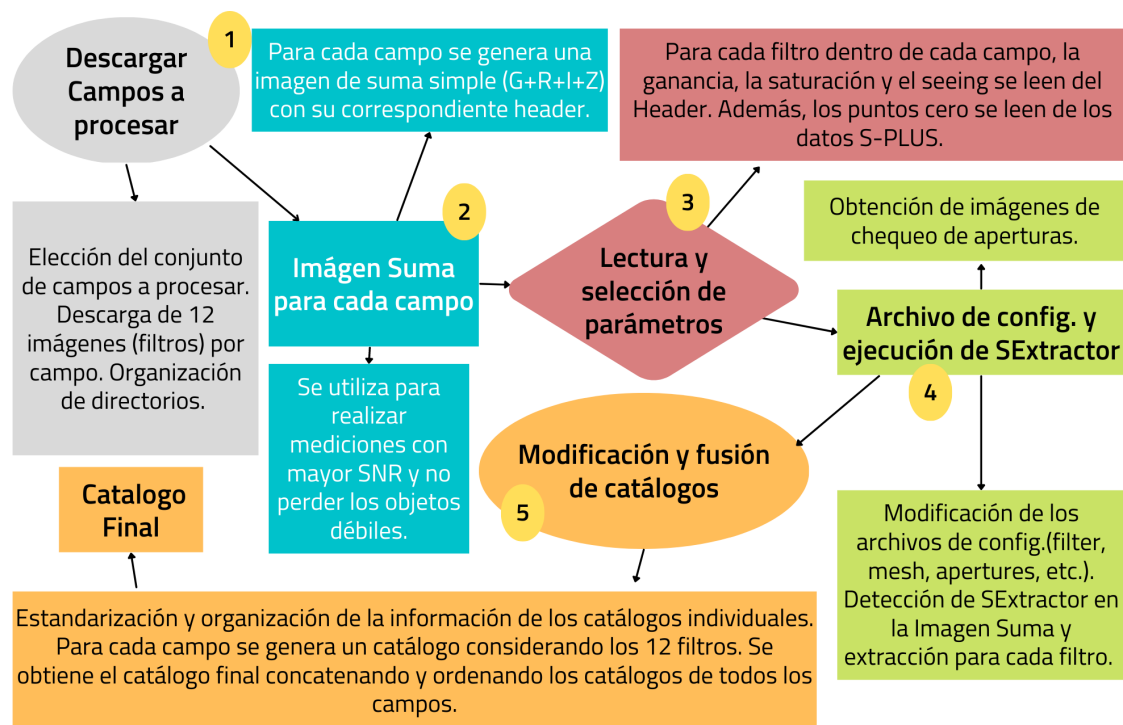 1
Descargar
Campos a
procesar
Para cada campo se genera una
imagen de suma simple (G+R+I+Z)
con su correspondiente header.
Para cada filtro dentro de cada campo, la
ganancia, la saturación y el seeing se leen del
Header. Además, los puntos cero se leen de los
datos S-PLUS.
Elección del conjunto
de campos a procesar.
Descarga de 12
imágenes (filtros) por
campo. Organización
de directorios.
2
Imágen Suma
para cada campo
3
Lectura y
selección de
parámetros
Obtención de imágenes de
chequeo de aperturas.
Archivo de config. y
ejecución de SExtractor
4
Se utiliza para
realizar
mediciones con
mayor SNR y no
perder los objetos
débiles.
Modificación y fusión
de catálogos
5
Catalogo
Final
Modificación de los
archivos de config.(filter,
mesh, apertures, etc.).
Detección de SExtractor en
la Imagen Suma y
extracción para cada filtro.
Estandarización y organización de la información de los catálogos individuales.
Para cada campo se genera un catálogo considerando los 12 filtros. Se
obtiene el catálogo final concatenando y ordenando los catálogos de todos los
campos.